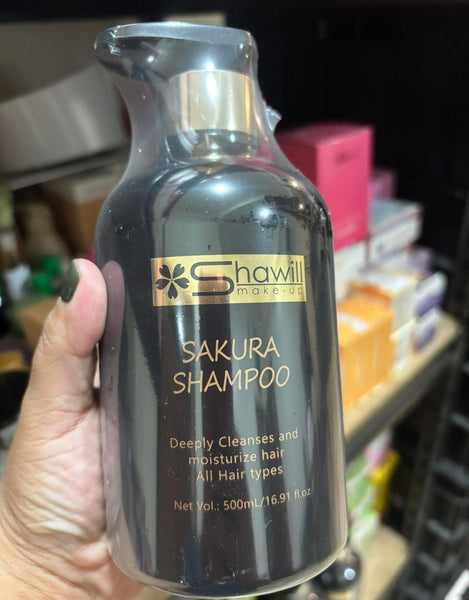 Shawill
make-up
SAKURA
SHAMPOO
Deeply Cleanses and
moisturize hair
All Hair types
Net Vol.: 500mL/16.91 fl.oz